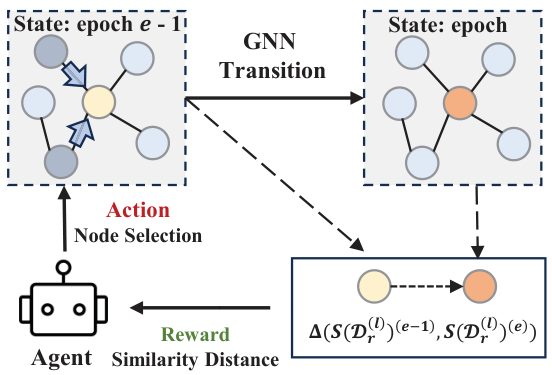 State: epoch e - 1
GNN
Transition
State: epoch
Action
Node Selection
Δ(S(𝒟_r^(l))^(e−1), S(𝒟_r^(l))^(e))
Agent
Reward
Similarity Distance